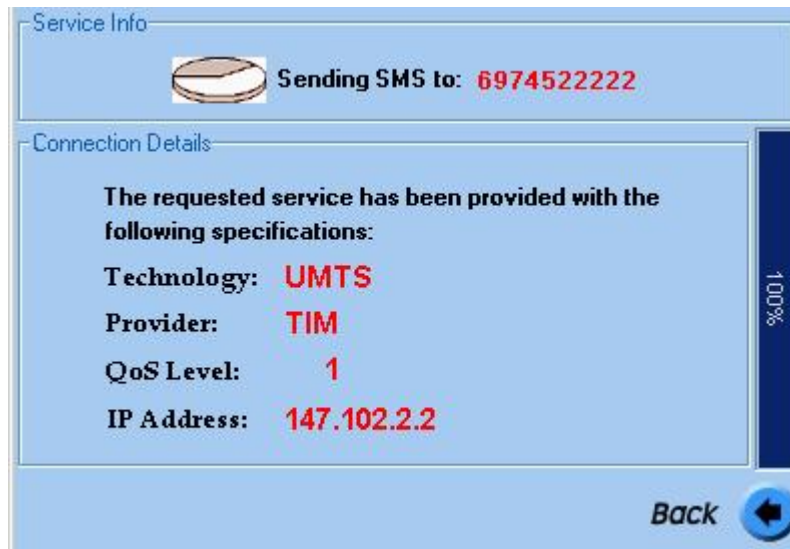 Service Info
Sending SMS to: 6974522222
Connection Details
The requested service has been provided with the
following specifications:
Technology: UMTS
Provider: TIM
QoS Level: 1
IP Address: 147.102.2.2
100%
Back